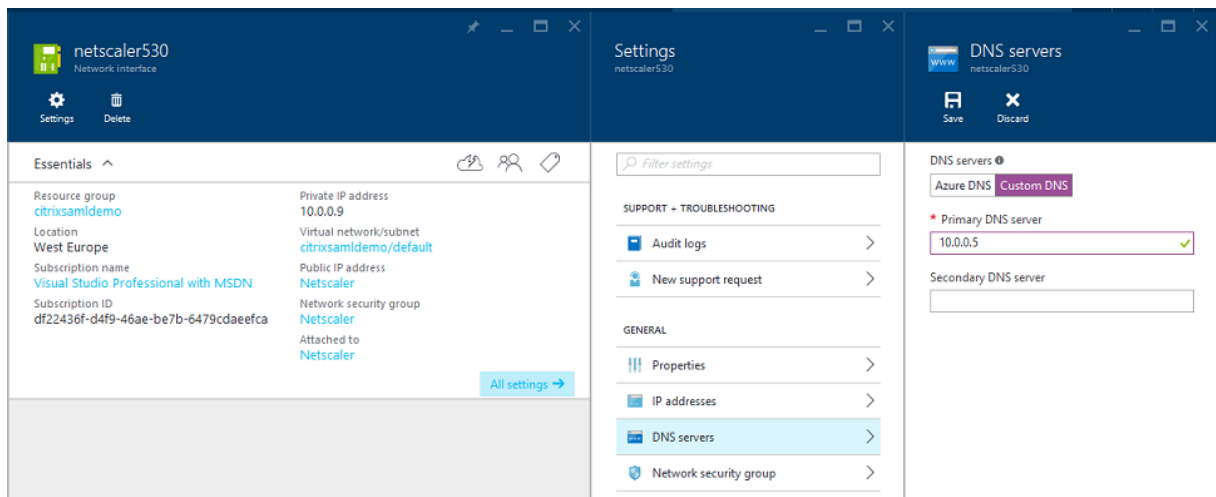 netscaler530
Network interface
Settings
Delete
Essentials
Resource group
citrixsamldemo
Location
West Europe
Subscription name
Visual Studio Professional with MSDN
Subscription ID
df22436f-d4f9-46ae-be7b-6479cdaeefca
Private IP address
10.0.0.9
Virtual network/subnet
citrixsamldemo/default
Public IP address
Netscaler
Network security group
Netscaler
Attached to
Netscaler
All settings
Settings
netscaler530
Filter settings
SUPPORT + TROUBLESHOOTING
Audit logs
New support request
GENERAL
Properties
IP addresses
DNS servers
Network security group
WWW
DNS servers
netscaler530
Save
Discard
DNS servers
Azure DNS Custom DNS
* Primary DNS server
10.0.0.5
Secondary DNS server